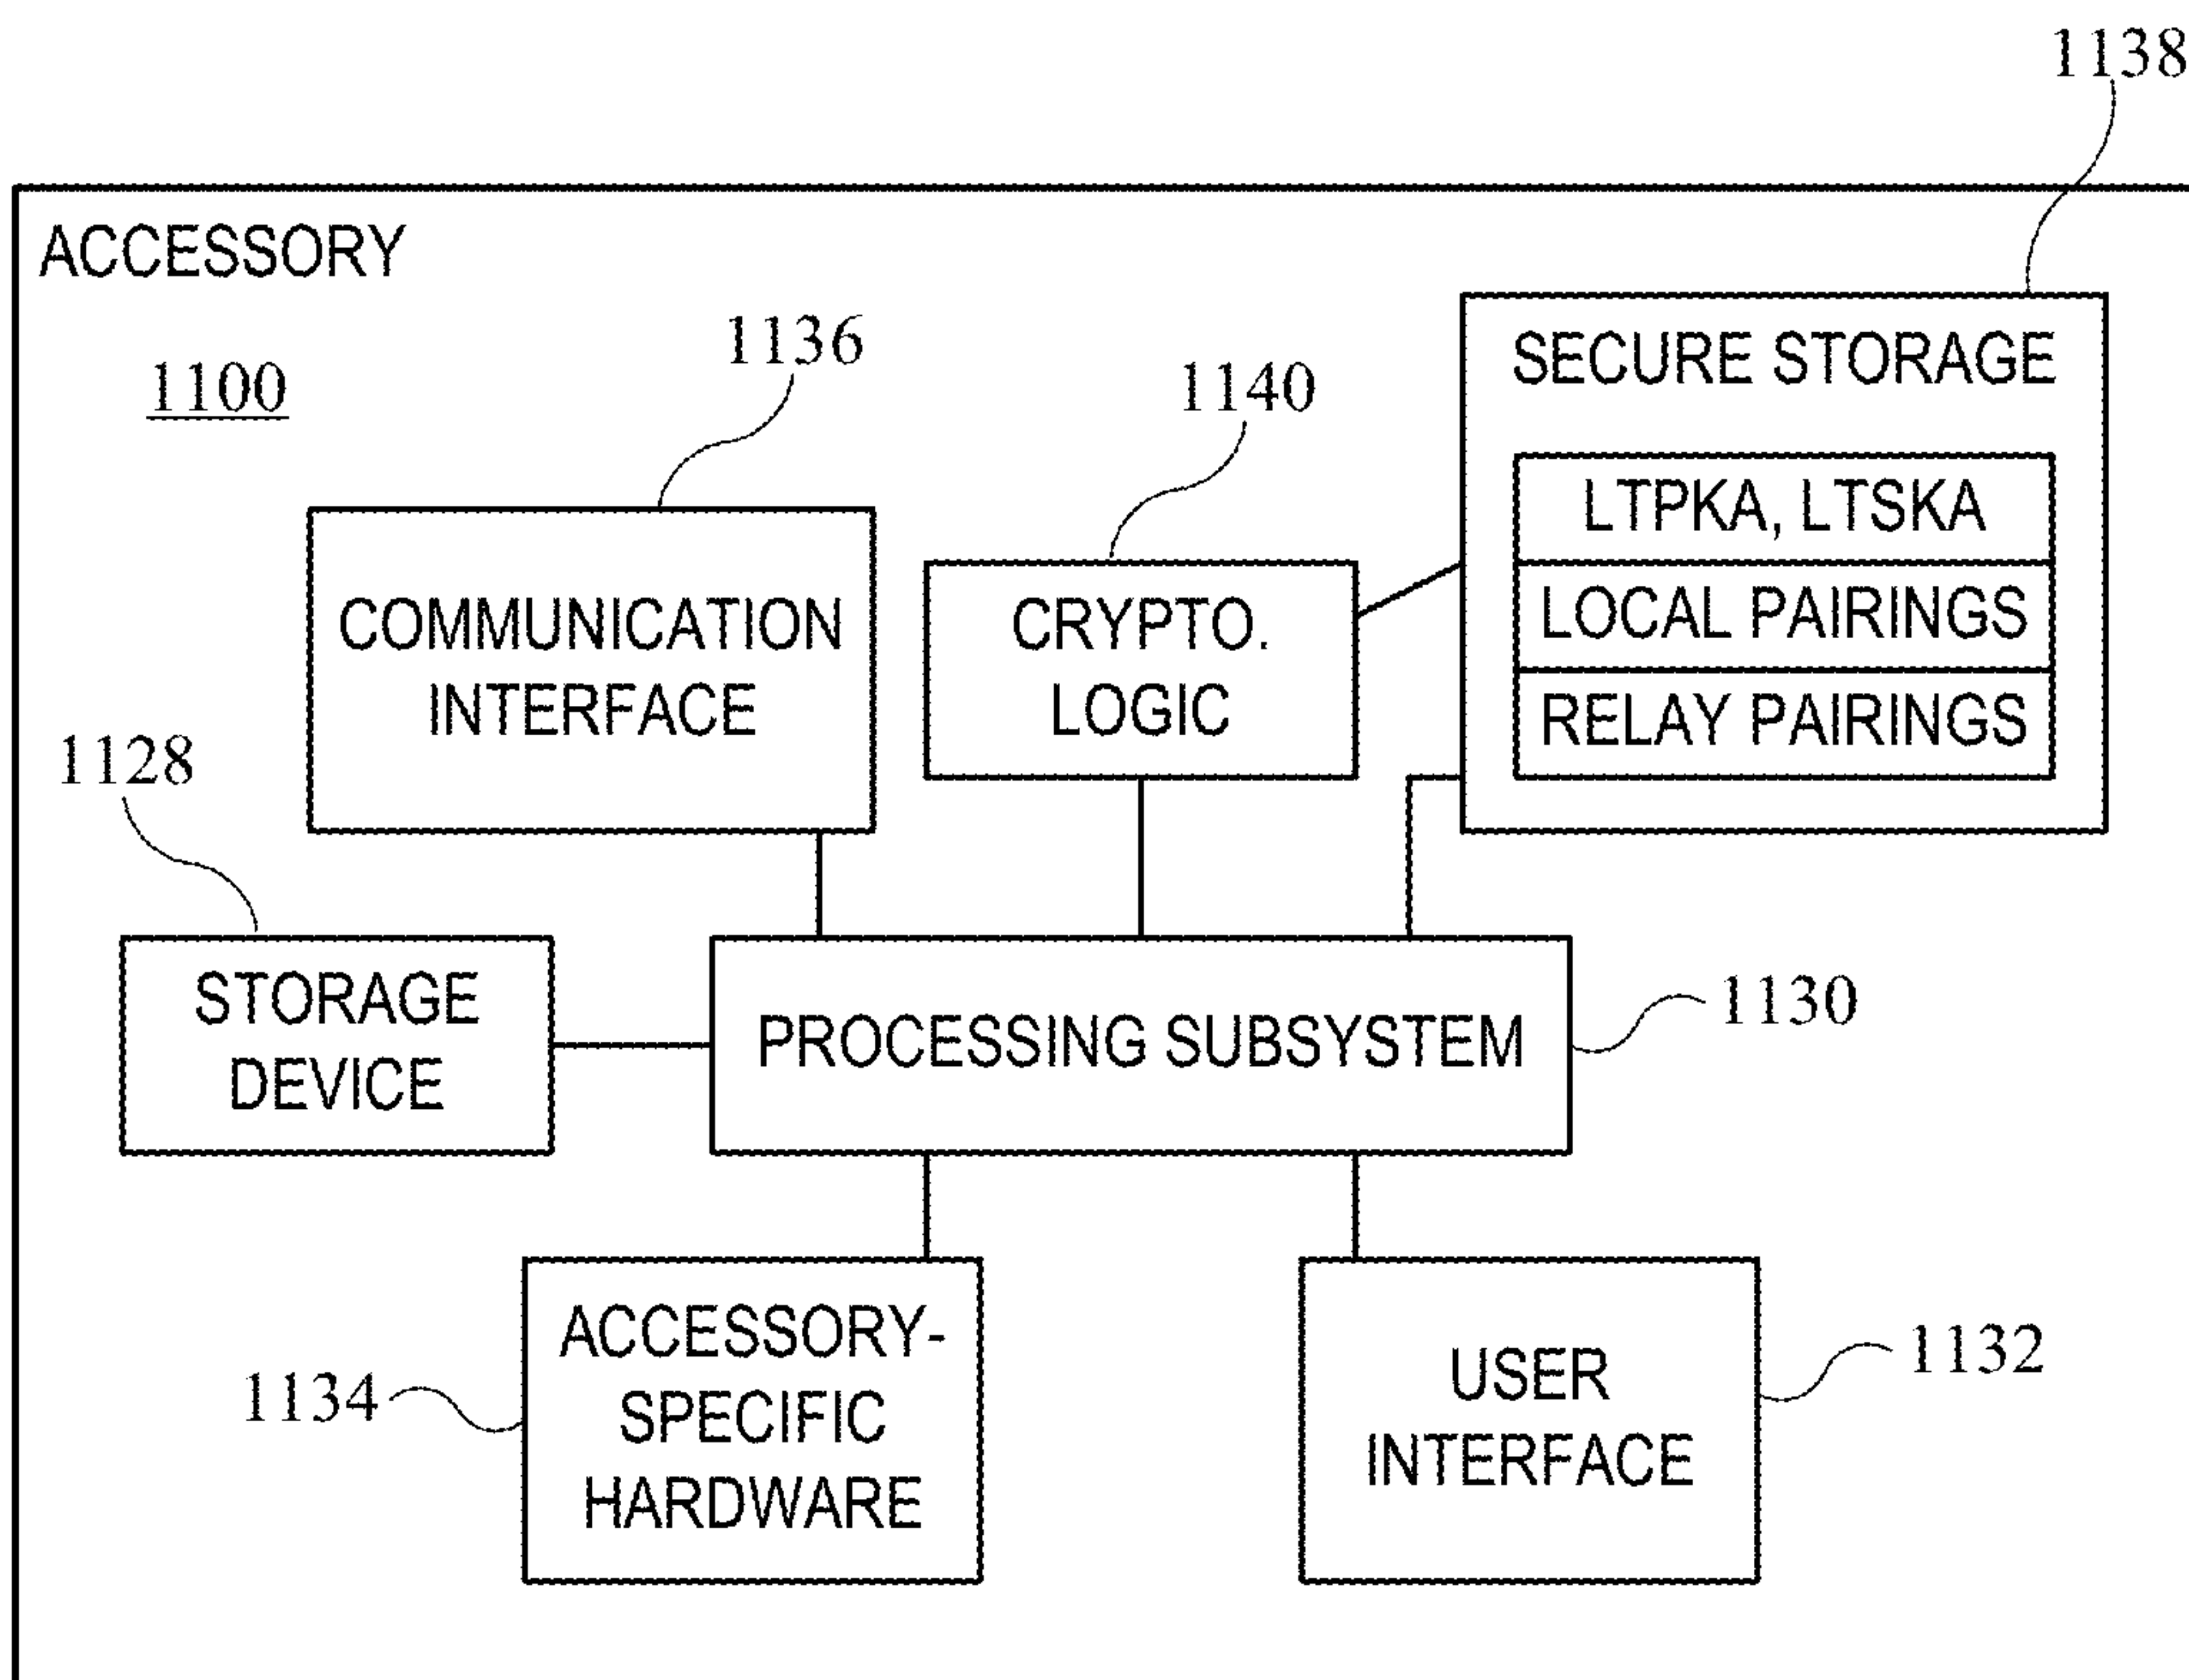 1138
ACCESSORY
1100
1136
1140
SECURE STORAGE
LTPKA, LTSKA
LOCAL PAIRINGS
RELAY PAIRINGS
COMMUNICATION
INTERFACE
CRYPTO.
LOGIC
1128
STORAGE
DEVICE
PROCESSING SUBSYSTEM
1130
1134
ACCESSORY-
SPECIFIC
HARDWARE
USER
INTERFACE
1132